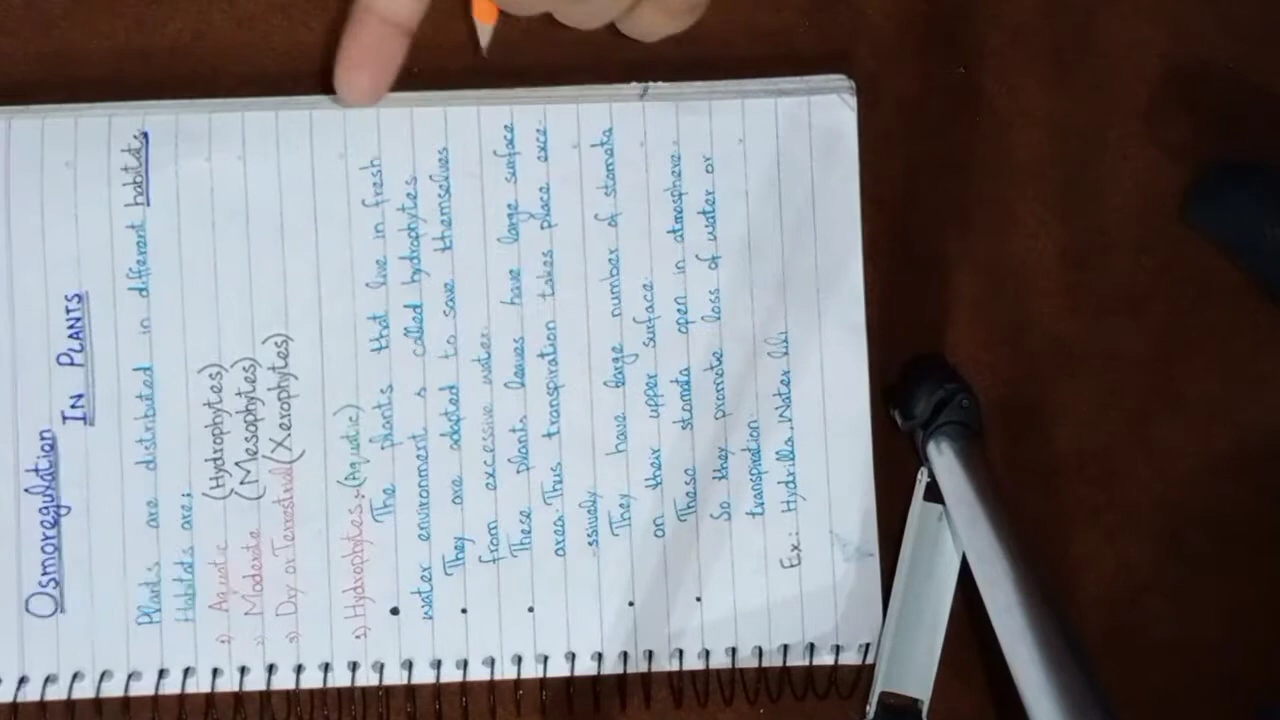 Osmoregulation
IN PLANTS
Plants are distributed in different habitats.
Habitats are:
1) Aquatic (Hydrophytes)
2) Moderate (Mesophytes)
3) Dry or Terrestrial (Xerophytes)
1) Hydrophytes: (Aquatic)
• The plants that live in fresh
water environment s called hydrophytes.
• They are adapted to save themselves
from excessive water.
• These plants leaves have large surface
area. Thus transpiration takes place exce-
-ssively.
• They have large number of stomata
on their upper surface.
• These stomata open in atmosphere.
So they promote loss of water or
transpiration.
Ex: Hydrilla. Water